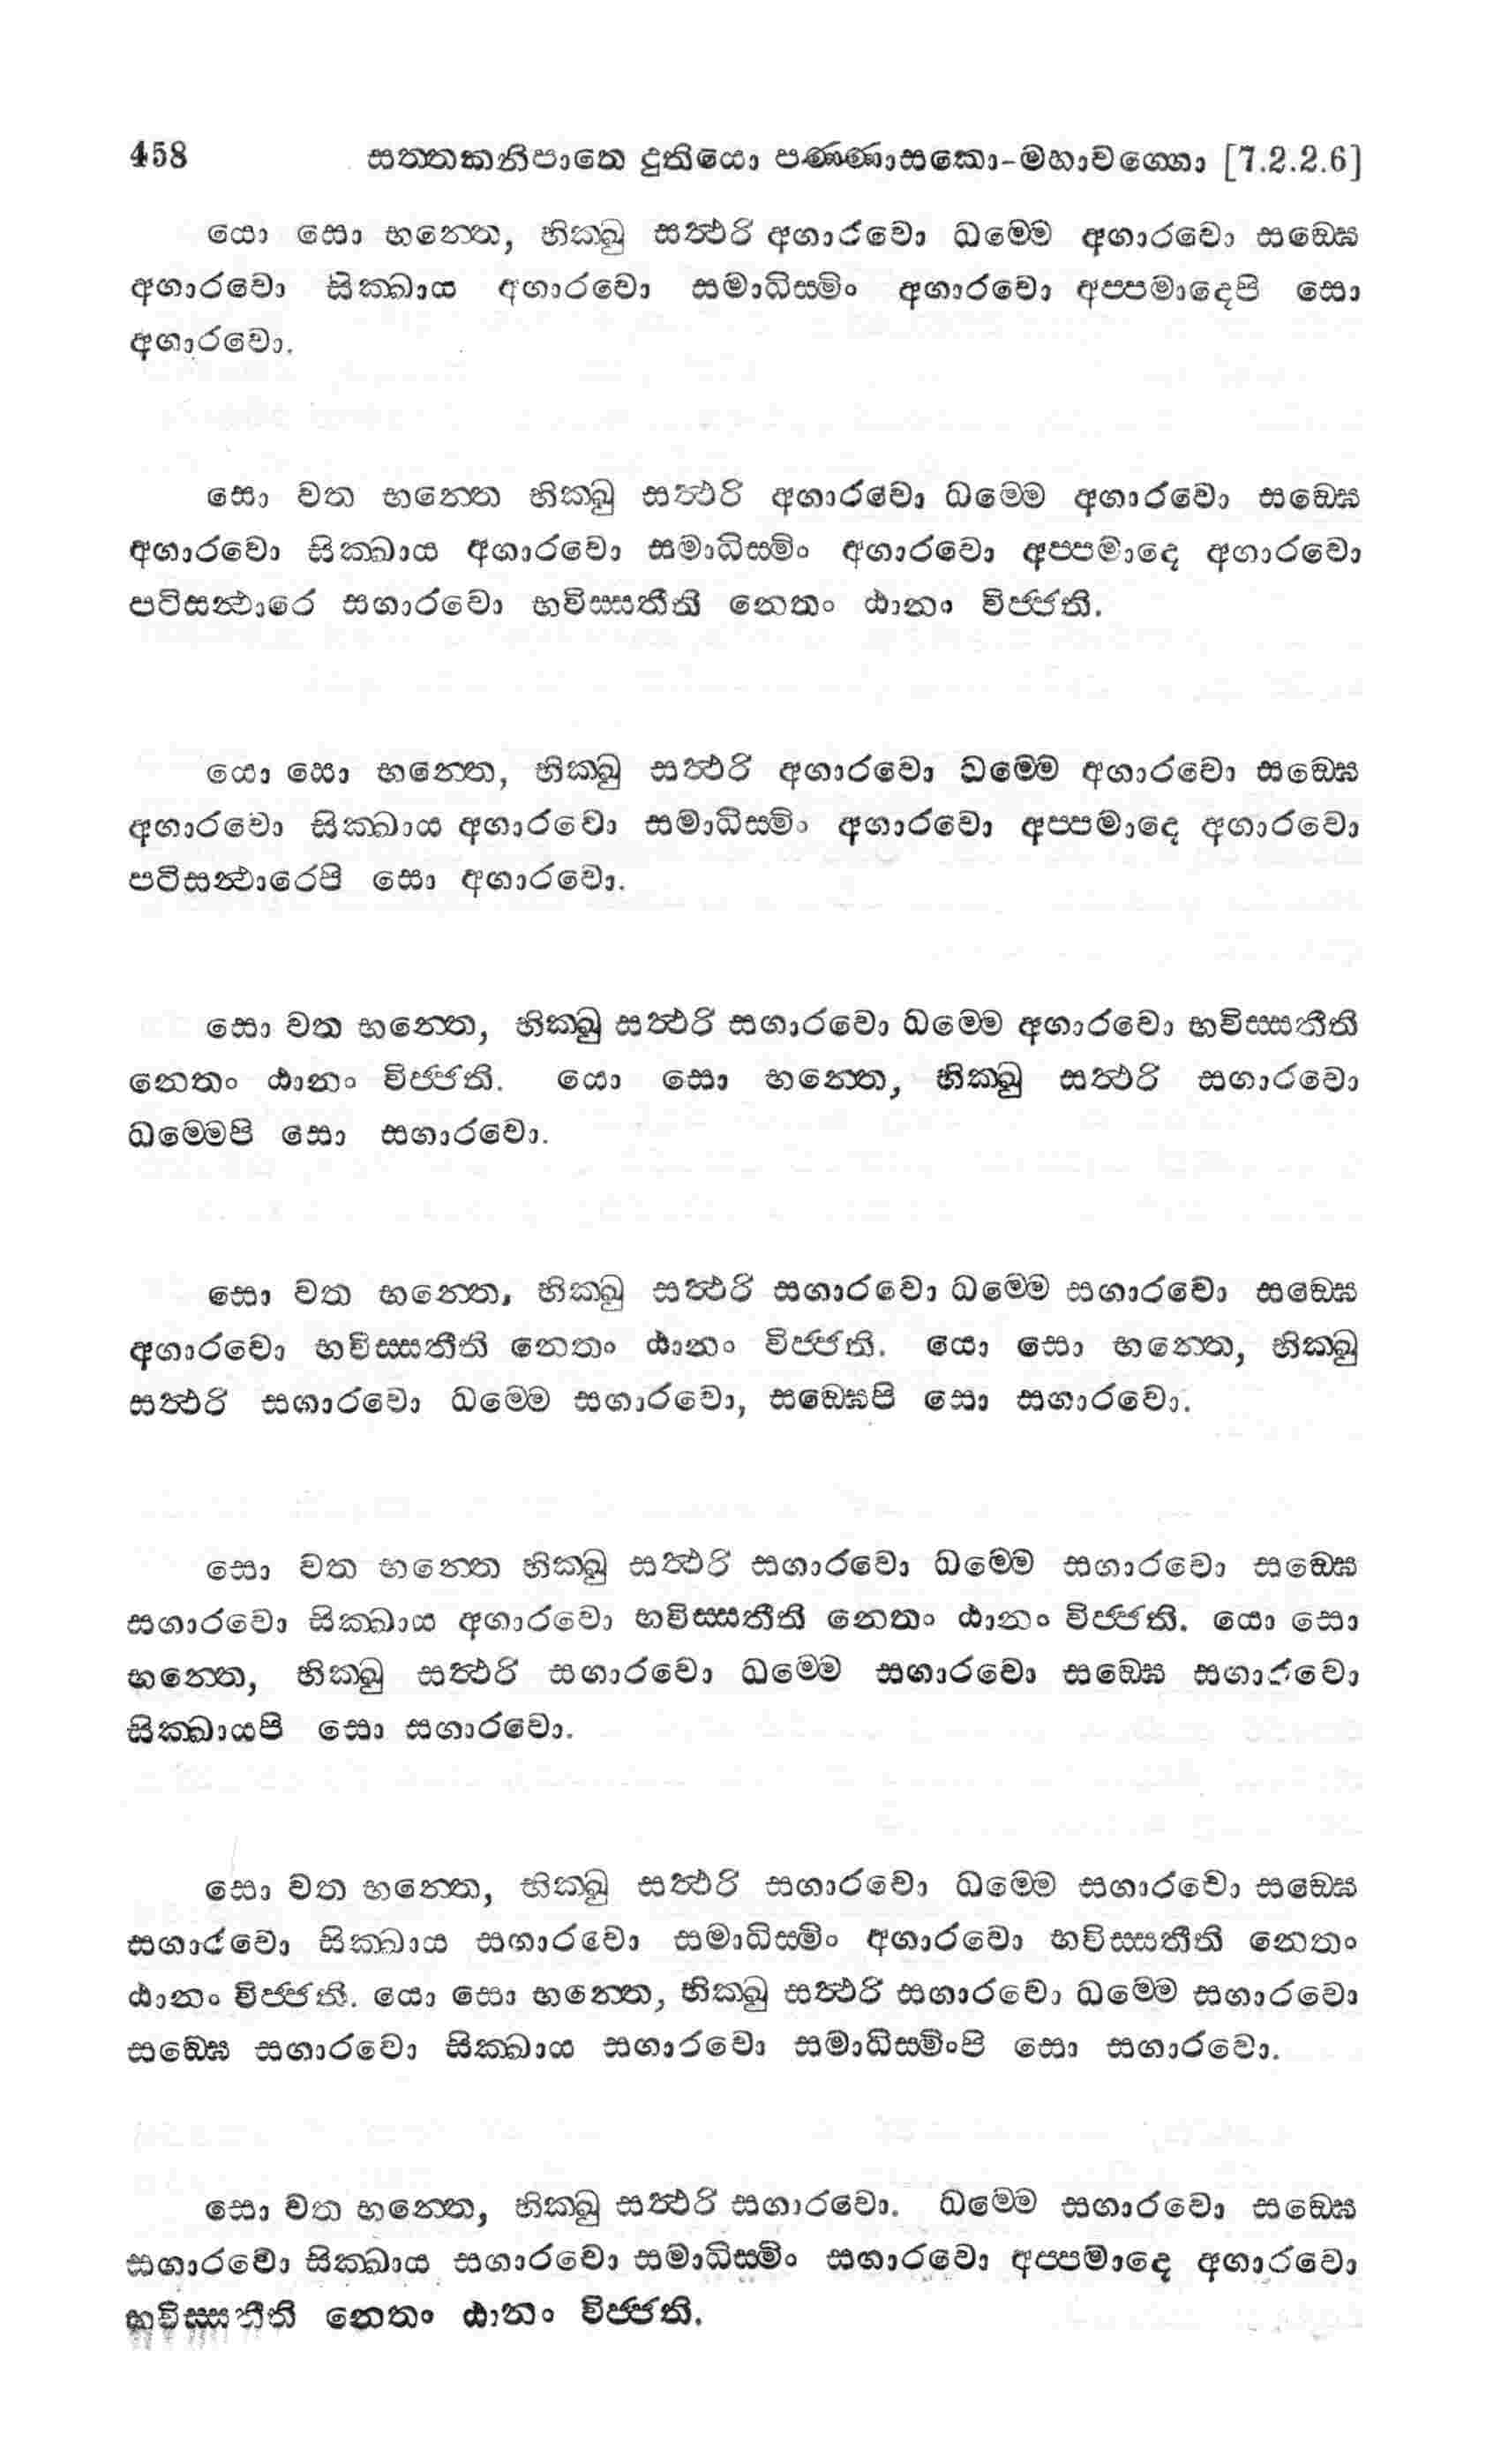 458 සත්තකනිපාතෙ දුතියො පණ්ණාසකො-මහාවග්ගො [7.2.2.6]
යො සො භන්තෙ, භික්ඛු සත්ථරි අගාරවො ධම්මෙ අගාරවො සඞ්ඝෙ
අගාරවො සික්ඛාය අගාරවො සමාධිස්මිං අගාරවො අප්පමාදෙපි සො
අගාරවො.
සො වත භන්තෙ භික්ඛු සත්ථරි අගාරවො ධම්මෙ අගාරවො සඞ්ඝෙ
අගාරවො සික්ඛාය අගාරවො සමාධිස්මිං අගාරවො අප්පමාදෙ අගාරවො
පටිසන්ථාරෙ සගාරවො භවිස්සතීති නෙතං ඨානං විජ්ජති.
යො සො භන්තෙ, භික්ඛු සත්ථරි අගාරවො ධම්මෙ අගාරවො සඞ්ඝෙ
අගාරවො සික්ඛාය අගාරවො සමාධිස්මිං අගාරවො අප්පමාදෙ අගාරවො
පටිසන්ථාරෙපි සො අගාරවො.
සො වත භන්තෙ, භික්ඛු සත්ථරි සගාරවො ධම්මෙ අගාරවො භවිස්සතීති
නෙතං ඨානං විජ්ජති. යො සො භන්තෙ, භික්ඛු සත්ථරි සගාරවො
ධම්මෙපි සො සගාරවො.
සො වත භන්තෙ, භික්ඛු සත්ථරි සගාරවො ධම්මෙ සගාරවො සඞ්ඝෙ
අගාරවො භවිස්සතීති නෙතං ඨානං විජ්ජති. යො සො භන්තෙ, භික්ඛු
සත්ථරි සගාරවො ධම්මෙ සගාරවො, සඞ්ඝෙපි සො සගාරවො.
සො වත භන්තෙ භික්ඛු සත්ථරි සගාරවො ධම්මෙ සගාරවො සඞ්ඝෙ
සගාරවො සික්ඛාය අගාරවො භවිස්සතීති නෙතං ඨානං විජ්ජති. යො සො
භන්තෙ, භික්ඛු සත්ථරි සගාරවො ධම්මෙ සගාරවො සඞ්ඝෙ සගාරවො
සික්ඛායපි සො සගාරවො.
සො වත භන්තෙ, භික්ඛු සත්ථරි සගාරවො ධම්මෙ සගාරවො සඞ්ඝෙ
සගාරවො සික්ඛාය සගාරවො සමාධිස්මිං අගාරවො භවිස්සතීති නෙතං
ඨානං විජ්ජති. යො සො භන්තෙ, භික්ඛු සත්ථරි සගාරවො ධම්මෙ සගාරවො
සඞ්ඝෙ සගාරවො සික්ඛාය සගාරවො සමාධිස්මිංපි සො සගාරවො.
සො වත භන්තෙ, භික්ඛු සත්ථරි සගාරවො. ධම්මෙ සගාරවො සඞ්ඝෙ
සගාරවො සික්ඛාය සගාරවො සමාධිස්මිං සගාරවො අප්පමාදෙ අගාරවො
භවිස්සතීති නෙතං ඨානං විජ්ජති.